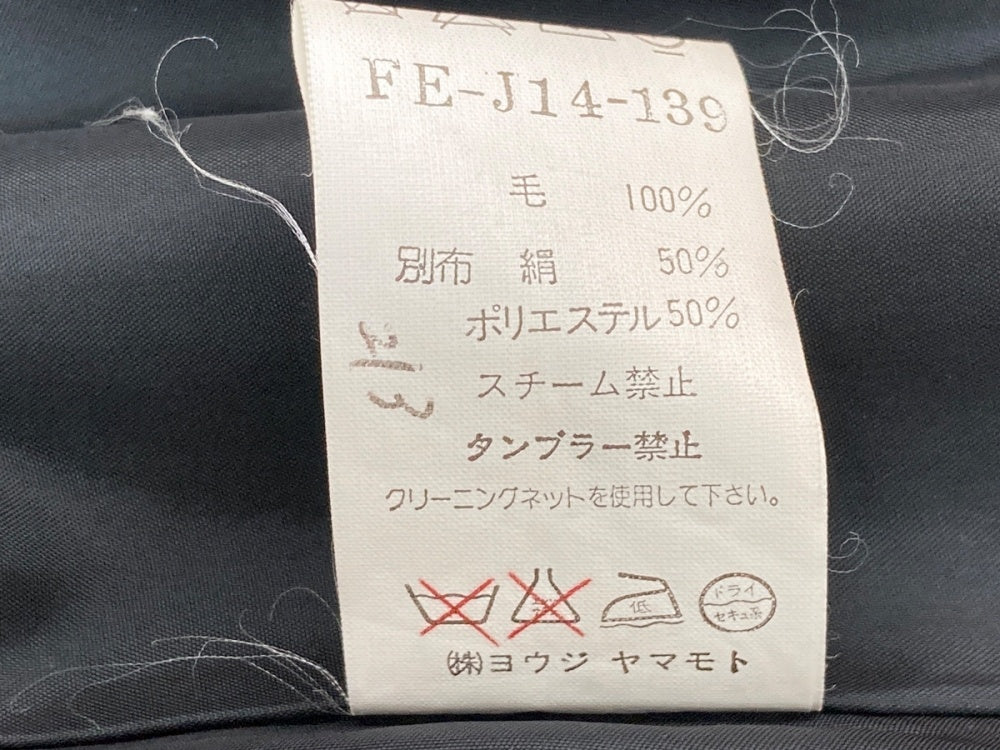 FE-J14-139
毛 100%
別布 絹 50%
ポリエステル50%
スチーム禁止
タンブラー禁止
クリーニングネットを使用して下さい。
低
ドライ
セキュ系
㈱ヨウジ ヤマモト